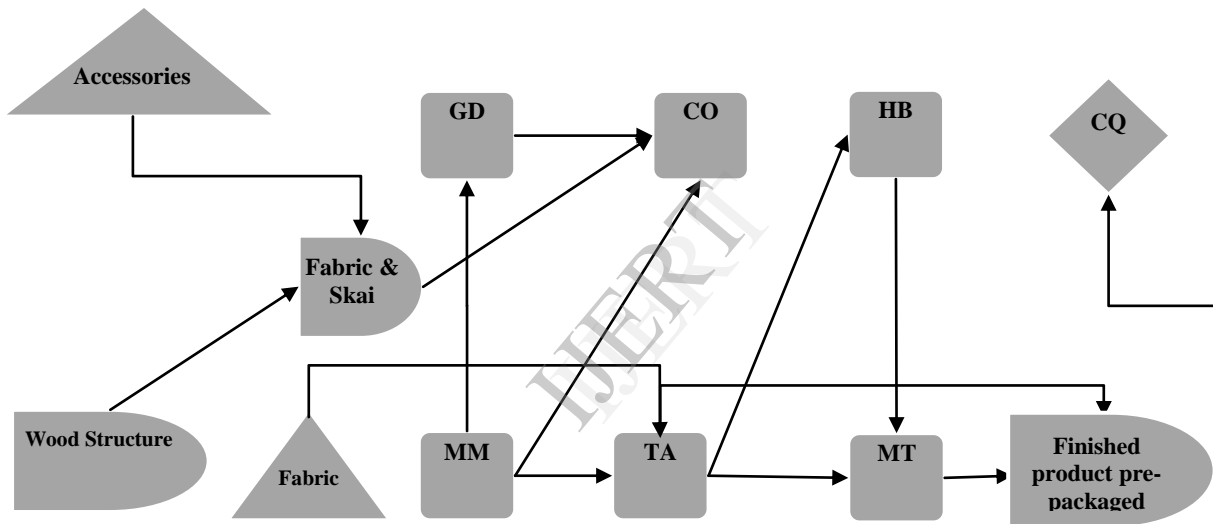 Accessories
GD
CO
HB
CQ
Fabric &
Skai
IJERT
Wood Structure
Fabric
MM
TA
MT
Finished
product pre-
packaged